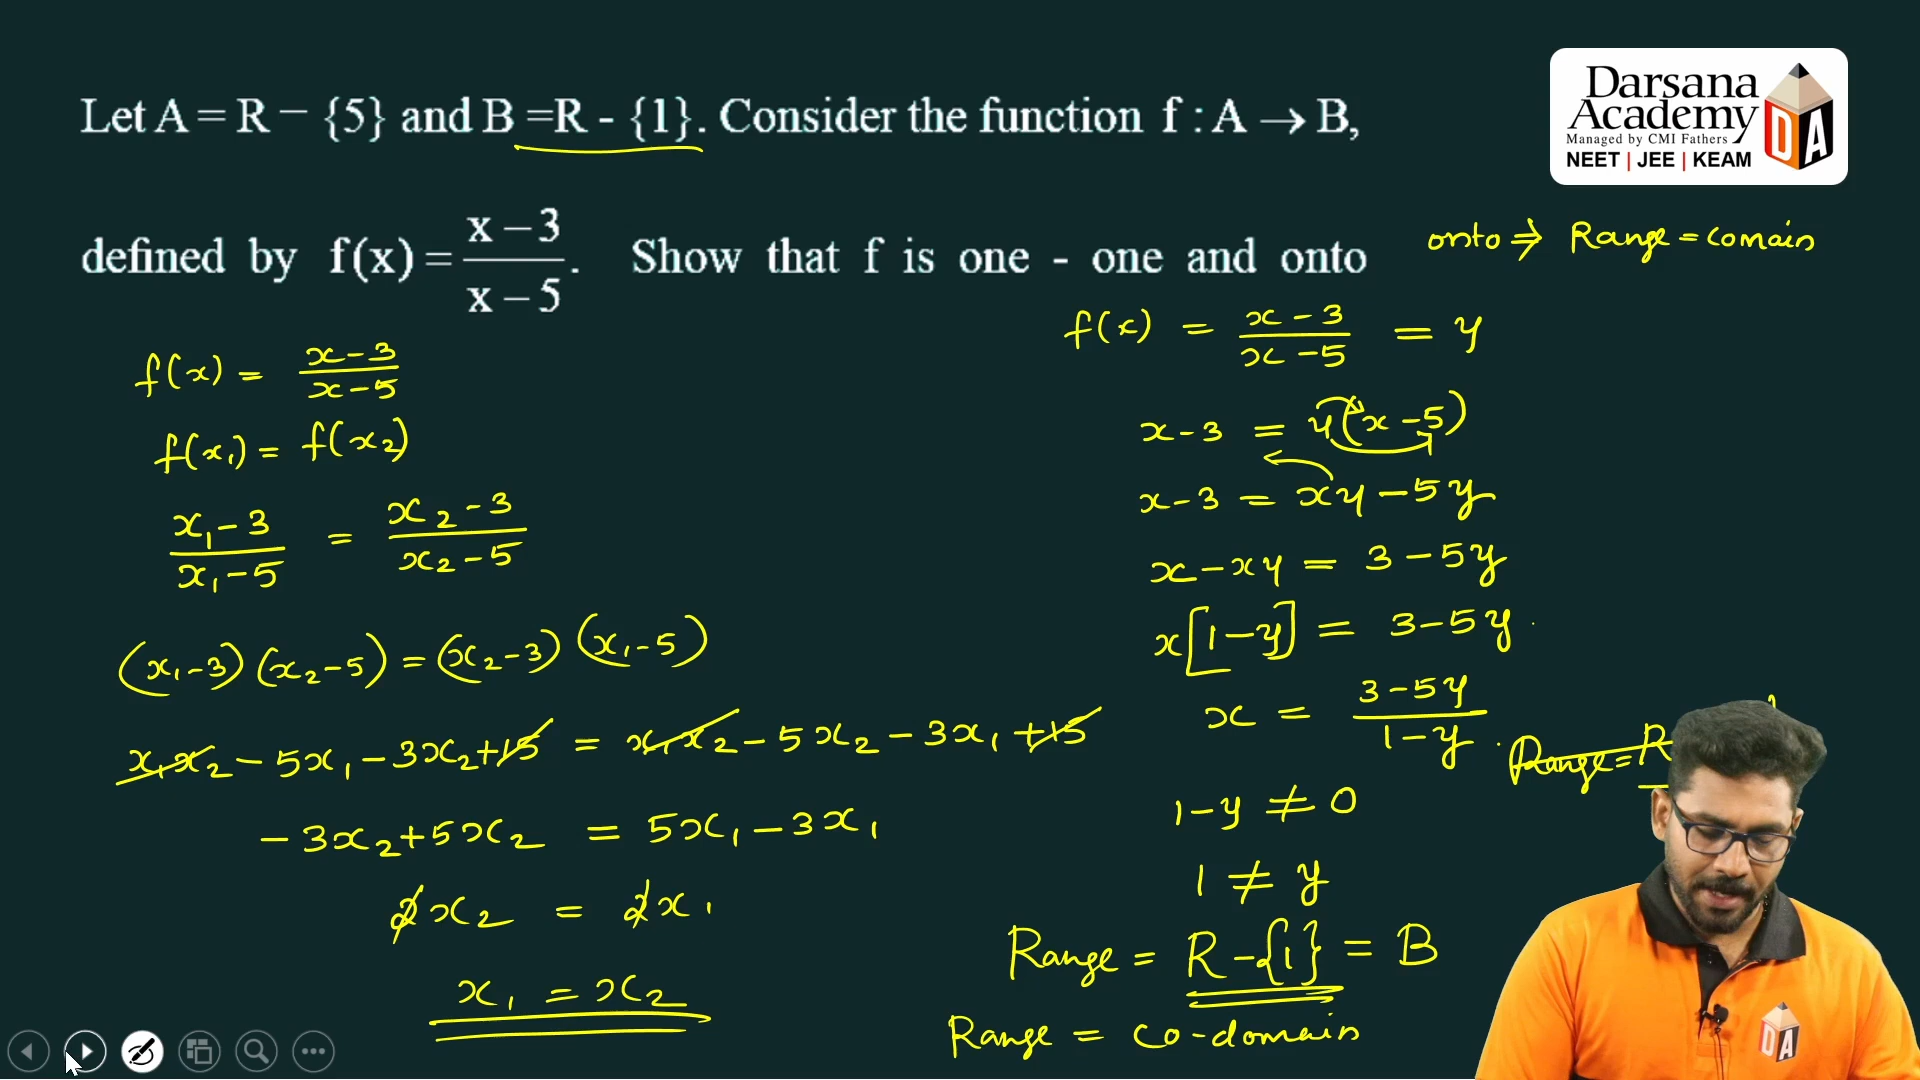 Let A = R − {5} and B =R - {1}. Consider the function f : A → B,
defined by f(x) = (x − 3)/(x − 5). Show that f is one - one and onto
Darsana
Academy
Managed by CMI Fathers
NEET | JEE | KEAM
DA
onto ⇒ Range = comain
f(x) = (x-3)/(x-5)
f(x₁) = f(x₂)
(x₁-3)/(x₁-5) = (x₂-3)/(x₂-5)
(x₁-3)(x₂-5) = (x₂-3)(x₁-5)
x₁x₂ - 5x₁ - 3x₂ + 15 = x₁x₂ - 5x₂ - 3x₁ + 15
-3x₂ + 5x₂ = 5x₁ - 3x₁
2x₂ = 2x₁
x₁ = x₂
f(x) = (x-3)/(x-5) = y
x-3 = y(x-5)
x-3 = xy - 5y
x - xy = 3 - 5y
x[1-y] = 3-5y
x = (3-5y)/(1-y)
Range = R
1-y ≠ 0
1 ≠ y
Range = R-{1} = B
Range = co-domain
DA